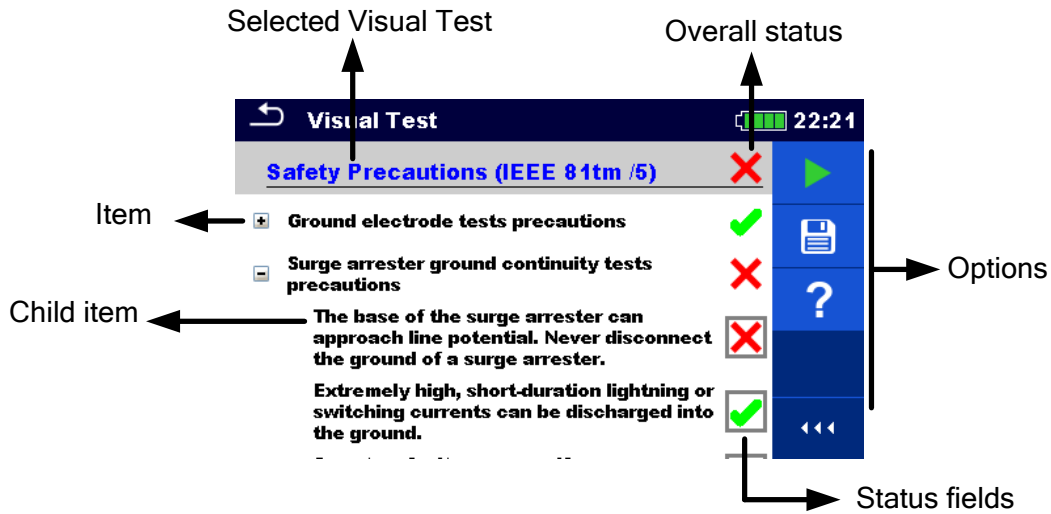 Selected Visual Test
Overall status
Visual Test
22:21
Safety Precautions (IEEE 81tm /5)
Item
Ground electrode tests precautions
Surge arrester ground continuity tests
precautions
Options
?
Child item
The base of the surge arrester can
approach line potential. Never disconnect
the ground of a surge arrester.
Extremely high, short-duration lightning or
switching currents can be discharged into
the ground.
Status fields